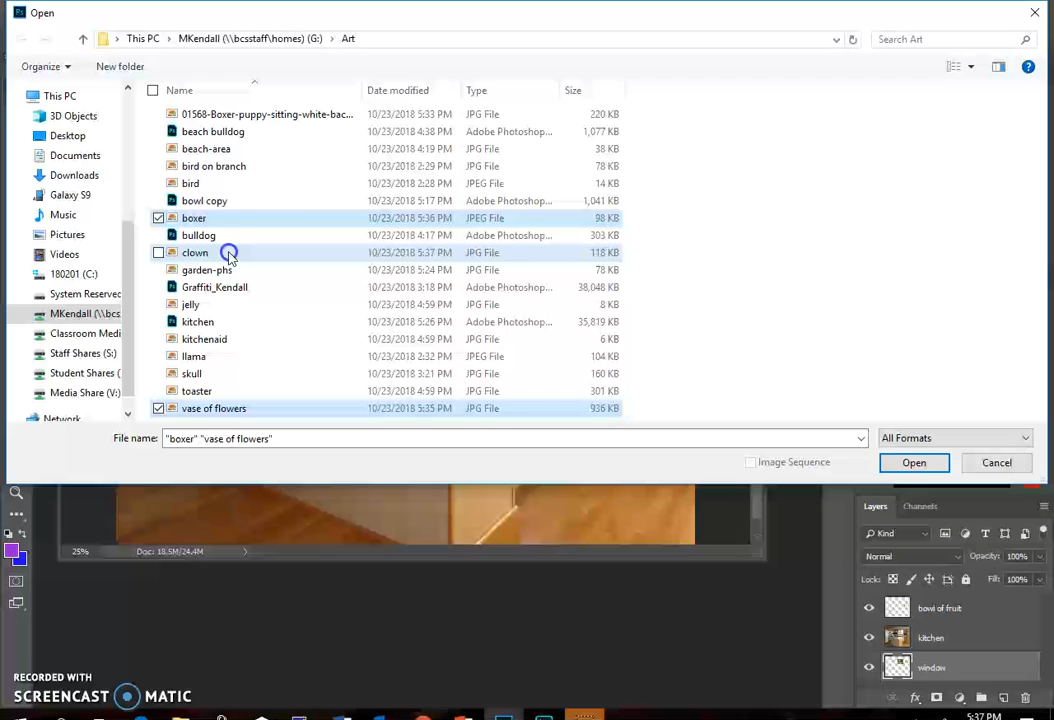 Open
This PC > MKendall (\\bcsstaff\homes) (G:) > Art
Search Art
Organize
New folder
Name
Date modified
Type
Size
This PC
3D Objects
Desktop
Documents
Downloads
Galaxy S9
Music
Pictures
Videos
180201 (C:)
System Reserved
MKendall (\\bcs
Classroom Medi
Staff Shares (S:)
Student Shares (
Media Share (V:)
Network
01568-Boxer-puppy-sitting-white-bac... 10/23/2018 5:33 PM JPG File 220 KB
beach bulldog 10/23/2018 4:38 PM Adobe Photoshop... 1,077 KB
beach-area 10/23/2018 4:19 PM JPG File 38 KB
bird on branch 10/23/2018 2:29 PM JPG File 78 KB
bird 10/23/2018 2:28 PM JPEG File 14 KB
bowl copy 10/23/2018 5:17 PM Adobe Photoshop... 1,041 KB
boxer 10/23/2018 5:36 PM JPEG File 98 KB
bulldog 10/23/2018 4:17 PM Adobe Photoshop... 303 KB
clown 10/23/2018 5:37 PM JPG File 118 KB
garden-phs 10/23/2018 5:24 PM JPG File 78 KB
Graffiti_Kendall 10/23/2018 3:18 PM Adobe Photoshop... 38,048 KB
jelly 10/23/2018 4:59 PM JPG File 8 KB
kitchen 10/23/2018 5:26 PM Adobe Photoshop... 35,819 KB
kitchenaid 10/23/2018 5:26 PM JPG File 6 KB
llama 10/23/2018 2:32 PM JPEG File 104 KB
skull 10/23/2018 3:21 PM JPG File 160 KB
toaster 10/23/2018 4:59 PM JPG File 301 KB
vase of flowers 10/23/2018 5:35 PM JPG File 936 KB
File name: "boxer" "vase of flowers"
All Formats
Image Sequence
Open
Cancel
25% Doc: 18.5M/24.4M
Layers
Channels
Kind
Normal
Opacity: 100%
Lock:
Fill: 100%
bowl of fruit
kitchen
window
fx
RECORDED WITH
SCREENCAST MATIC
5:37 PM